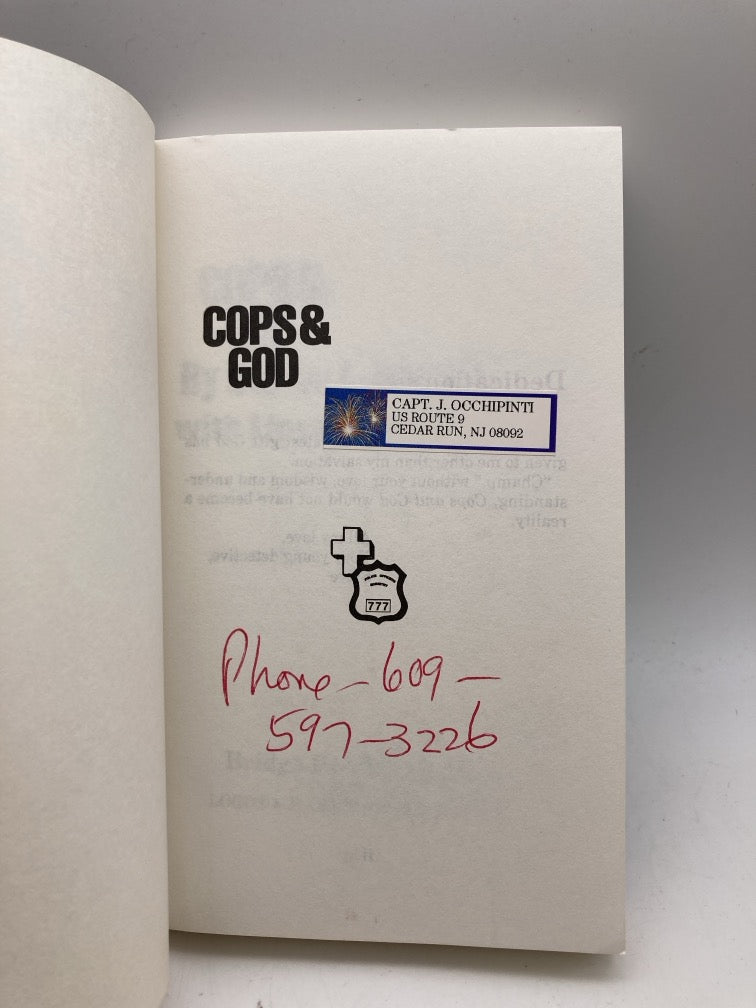 COPS &
GOD
CAPT. J. OCCHIPINTI
US ROUTE 9
CEDAR RUN, NJ 08092
777
Phone - 609 -
597-3226